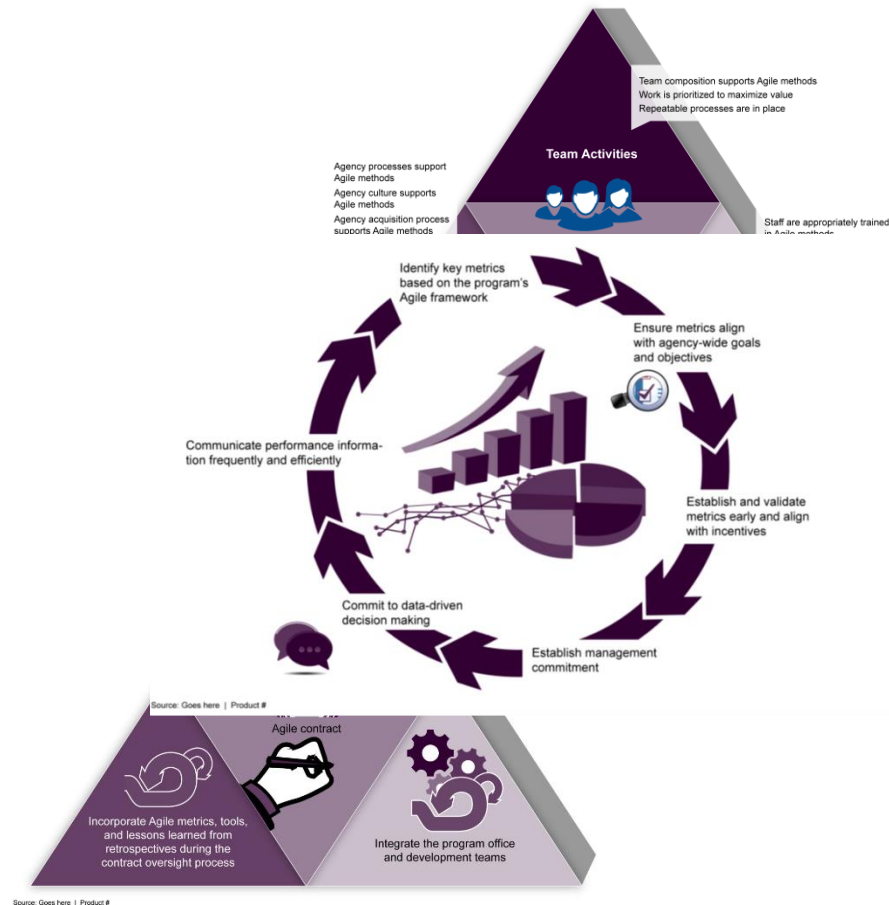 Team composition supports Agile methods
Work is prioritized to maximize value
Repeatable processes are in place
Team Activities
Agency processes support
Agile methods
Agency culture supports
Agile methods
Agency acquisition process
supports Agile methods
Staff are appropriately trained
in Agile methods
Identify key metrics
based on the program's
Agile framework
Ensure metrics align
with agency-wide goals
and objectives
Establish and validate
metrics early and align
with incentives
Establish management
commitment
Commit to data-driven
decision making
Communicate performance informa-
tion frequently and efficiently
Source: Goes here | Product #
Agile contract
Incorporate Agile metrics, tools,
and lessons learned from
retrospectives during the
contract oversight process
Integrate the program office
and development teams
Source: Goes here | Product #